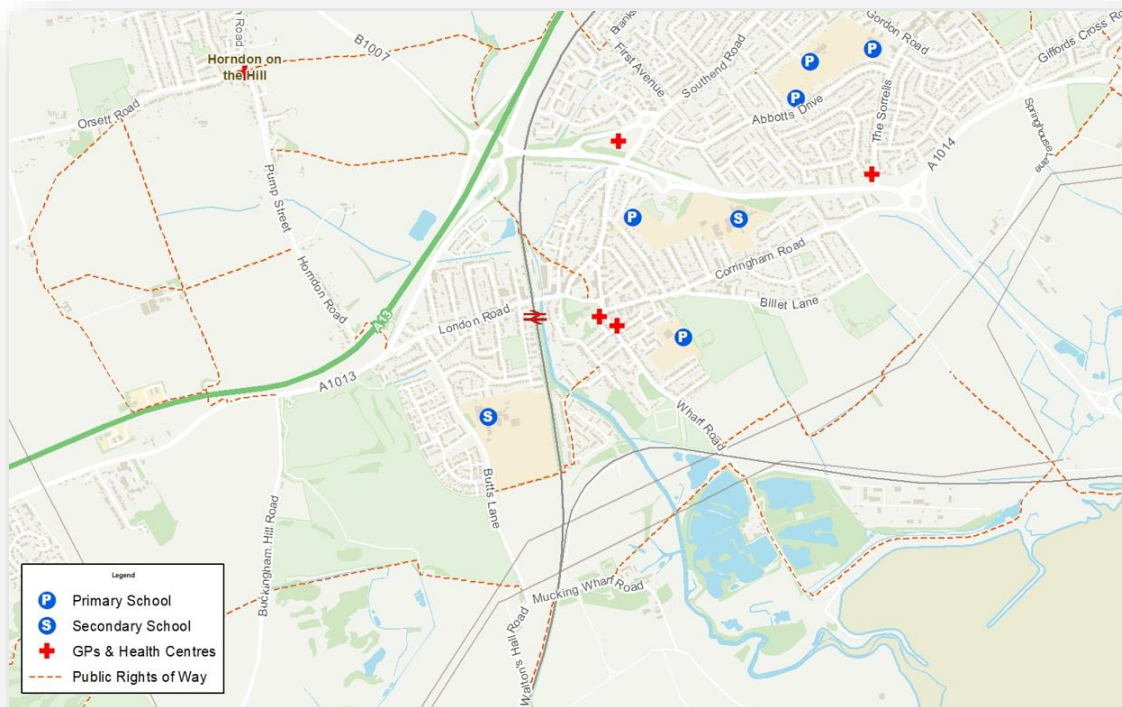 Road
B1007
Branks
First Avenue
Southend Road
Gordon Road
Giffords Cross Ro
Horndon on
the Hill
P
P
P
Orsett Road
Abbotts Drive
The Sorrells
A1014
Springhouse Lane
Pump Street
P
S
Horndon Road
Corringham Road
Billet Lane
A13
London Road
P
A1013
S
Wharf Road
Butts Lane
Buckingham Hill Road
Mucking Wharf Road
Walton's Hall Road
Legend
P Primary School
S Secondary School
GPs & Health Centres
Public Rights of Way